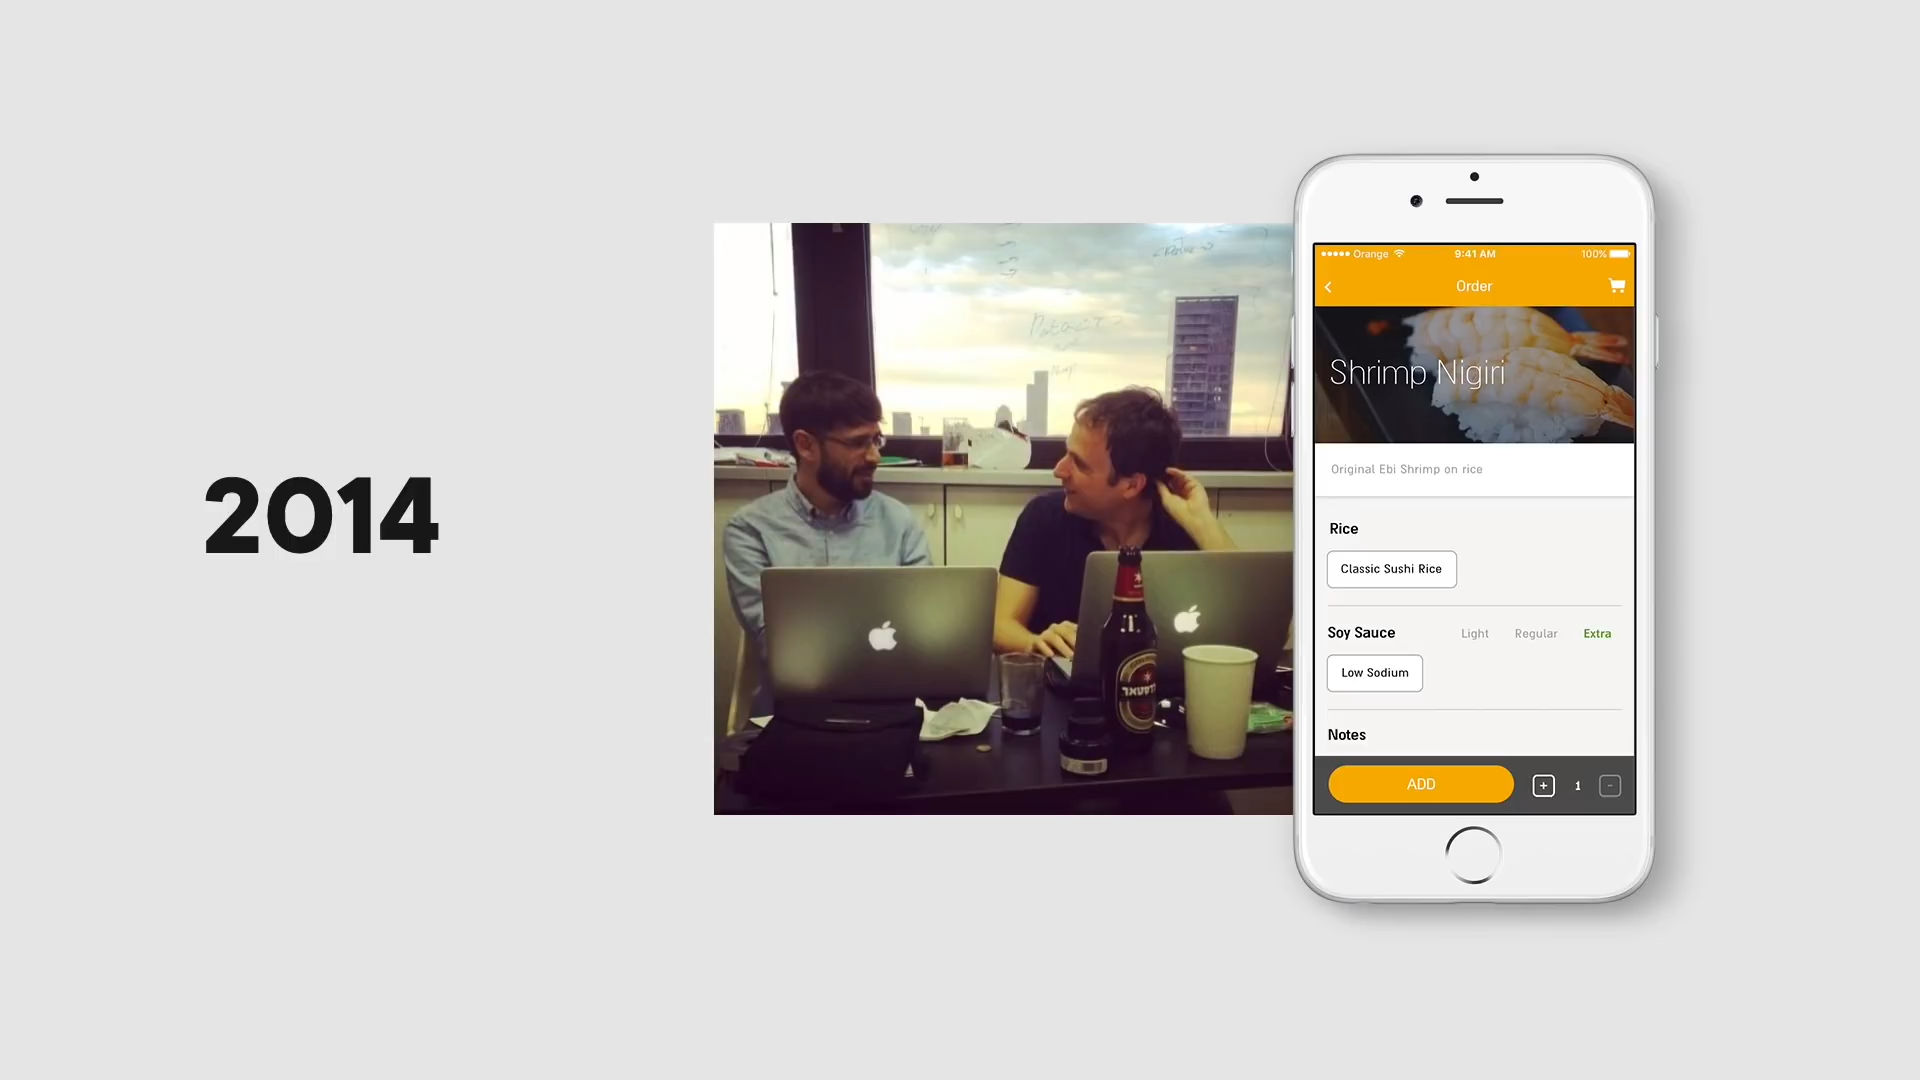 2014
Orange 9:41 AM 100%
Order
Shrimp Nigiri
Original Ebi Shrimp on rice
Rice
Classic Sushi Rice
Soy Sauce Light Regular Extra
Low Sodium
Notes
ADD + 1 -